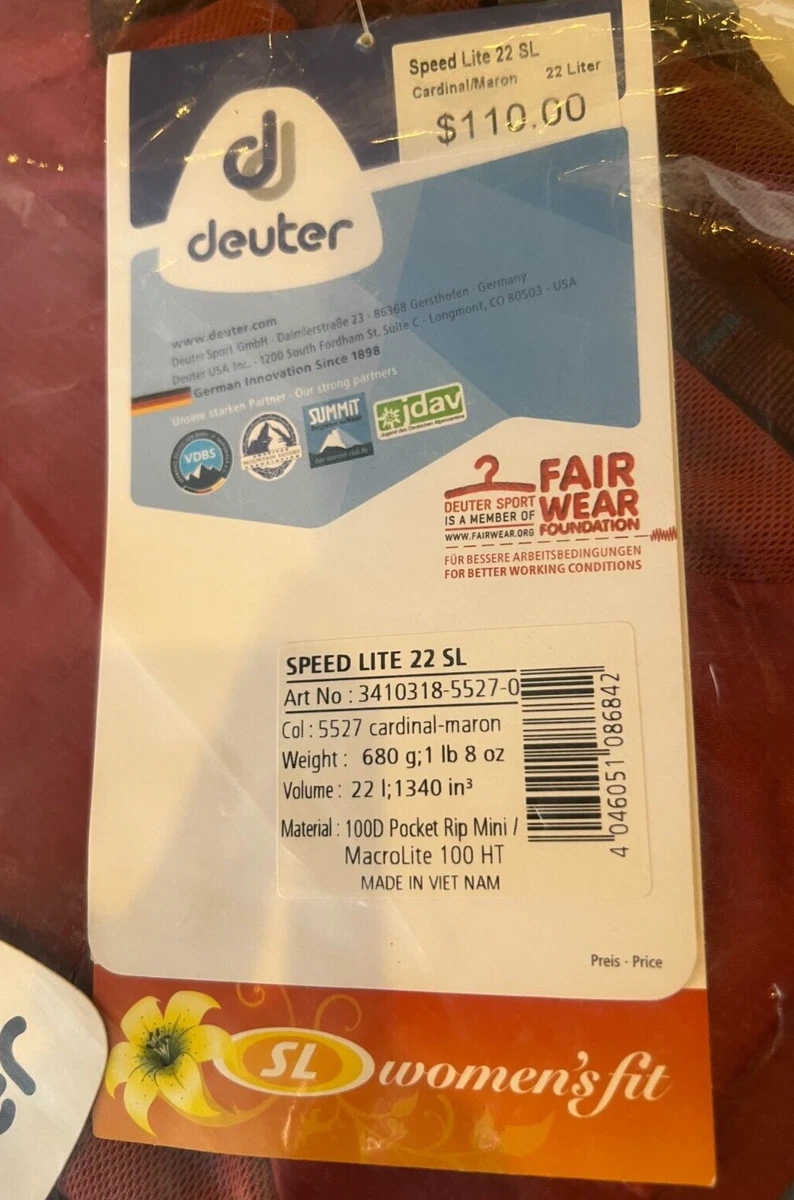 Speed Lite 22 SL
Cardinal/Maron 22 Liter
$110.00
deuter
www.deuter.com
Deuter Sport GmbH · Daimlerstraße 23 · 86368 Gersthofen · Germany
Deuter USA Inc. · 1200 South Fordham St. Suite C · Longmont, CO 80503 · USA
German Innovation Since 1898
Unsere starken Partner · Our strong partners
VDBS
SUMMIT
jdav
Jugend des Deutschen Alpenvereins
FAIR
WEAR
FOUNDATION
DEUTER SPORT
IS A MEMBER OF
WWW.FAIRWEAR.ORG
FÜR BESSERE ARBEITSBEDINGUNGEN
FOR BETTER WORKING CONDITIONS
SPEED LITE 22 SL
Art No : 3410318-5527-0
Col : 5527 cardinal-maron
Weight : 680 g;1 lb 8 oz
Volume : 22 l;1340 in³
Material : 100D Pocket Rip Mini /
MacroLite 100 HT
MADE IN VIET NAM
4 046051 086842
Preis · Price
SL women's fit